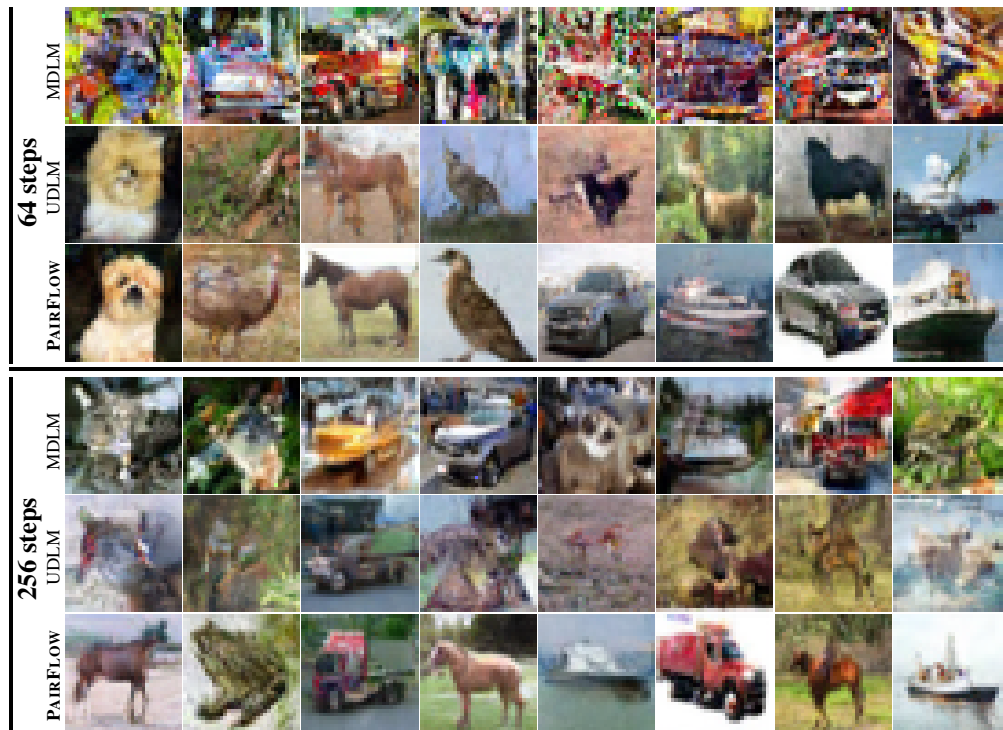 64 steps
MDLM
UDLM
PAIRFLOW
256 steps
MDLM
UDLM
PAIRFLOW